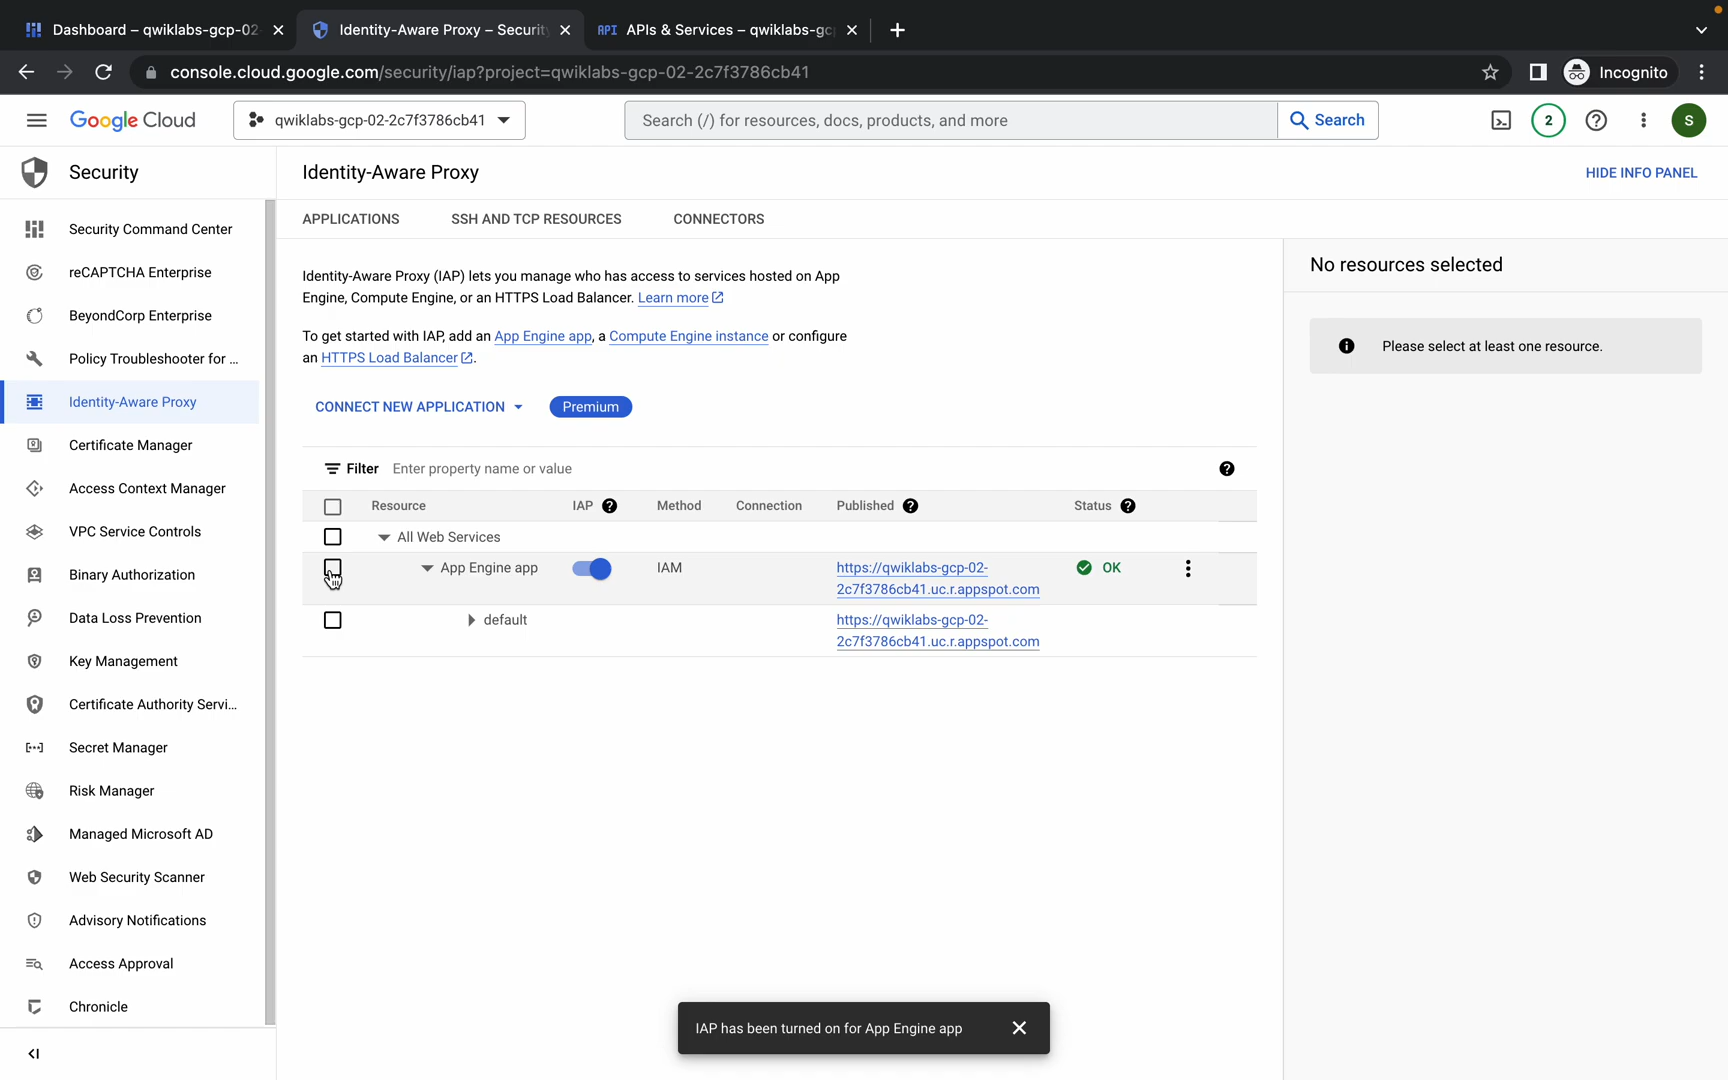 Dashboard – qwiklabs-gcp-02
Identity-Aware Proxy – Securit
API APIs & Services – qwiklabs-gc
console.cloud.google.com/security/iap?project=qwiklabs-gcp-02-2c7f3786cb41
Incognito
Google Cloud
qwiklabs-gcp-02-2c7f3786cb41
Search (/) for resources, docs, products, and more
Search
2
S
Security
Identity-Aware Proxy
HIDE INFO PANEL
Security Command Center
reCAPTCHA Enterprise
BeyondCorp Enterprise
Policy Troubleshooter for ...
Identity-Aware Proxy
Certificate Manager
Access Context Manager
VPC Service Controls
Binary Authorization
Data Loss Prevention
Key Management
Certificate Authority Servi...
Secret Manager
Risk Manager
Managed Microsoft AD
Web Security Scanner
Advisory Notifications
Access Approval
Chronicle
APPLICATIONS
SSH AND TCP RESOURCES
CONNECTORS
Identity-Aware Proxy (IAP) lets you manage who has access to services hosted on App
Engine, Compute Engine, or an HTTPS Load Balancer. Learn more
To get started with IAP, add an App Engine app, a Compute Engine instance or configure
an HTTPS Load Balancer.
CONNECT NEW APPLICATION
Premium
Filter Enter property name or value
Resource IAP Method Connection Published Status
All Web Services
App Engine app IAM https://qwiklabs-gcp-02- OK
2c7f3786cb41.uc.r.appspot.com
default https://qwiklabs-gcp-02-
2c7f3786cb41.uc.r.appspot.com
No resources selected
Please select at least one resource.
IAP has been turned on for App Engine app